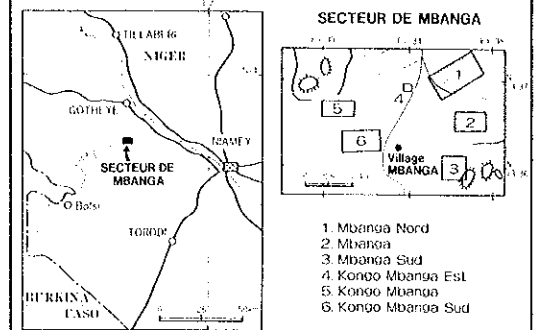 TILLABERI
NIGER
GOTHEYE
NIAMEY
SECTEUR DE
MBANGA
TORODI
BURKINA
FASO
SECTEUR DE MBANGA
1
2
3
4
5
6
Village
MBANGA
1. Mbanga Nord
2. Mbanga
3. Mbanga Sud
4. Kongo Mbanga Est
5. Kongo Mbanga
6. Kongo Mbanga Sud